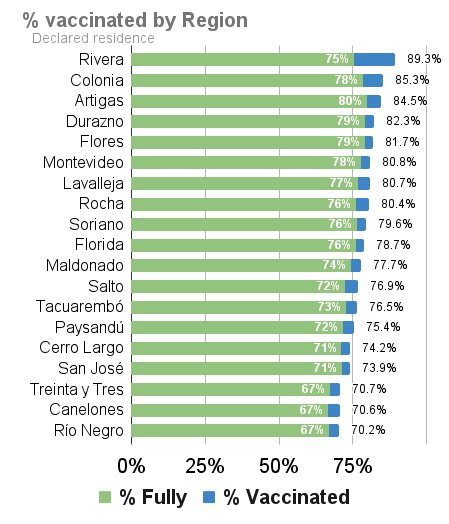 % vaccinated by Region
Declared residence
Rivera 75% 89.3%
Colonia 78% 85.3%
Artigas 80% 84.5%
Durazno 79% 82.3%
Flores 79% 81.7%
Montevideo 78% 80.8%
Lavalleja 77% 80.7%
Rocha 76% 80.4%
Soriano 76% 79.6%
Florida 76% 78.7%
Maldonado 74% 77.7%
Salto 72% 76.9%
Tacuarembó 73% 76.5%
Paysandú 72% 75.4%
Cerro Largo 71% 74.2%
San José 71% 73.9%
Treinta y Tres 67% 70.7%
Canelones 67% 70.6%
Río Negro 67% 70.2%
0% 25% 50% 75%
% Fully % Vaccinated